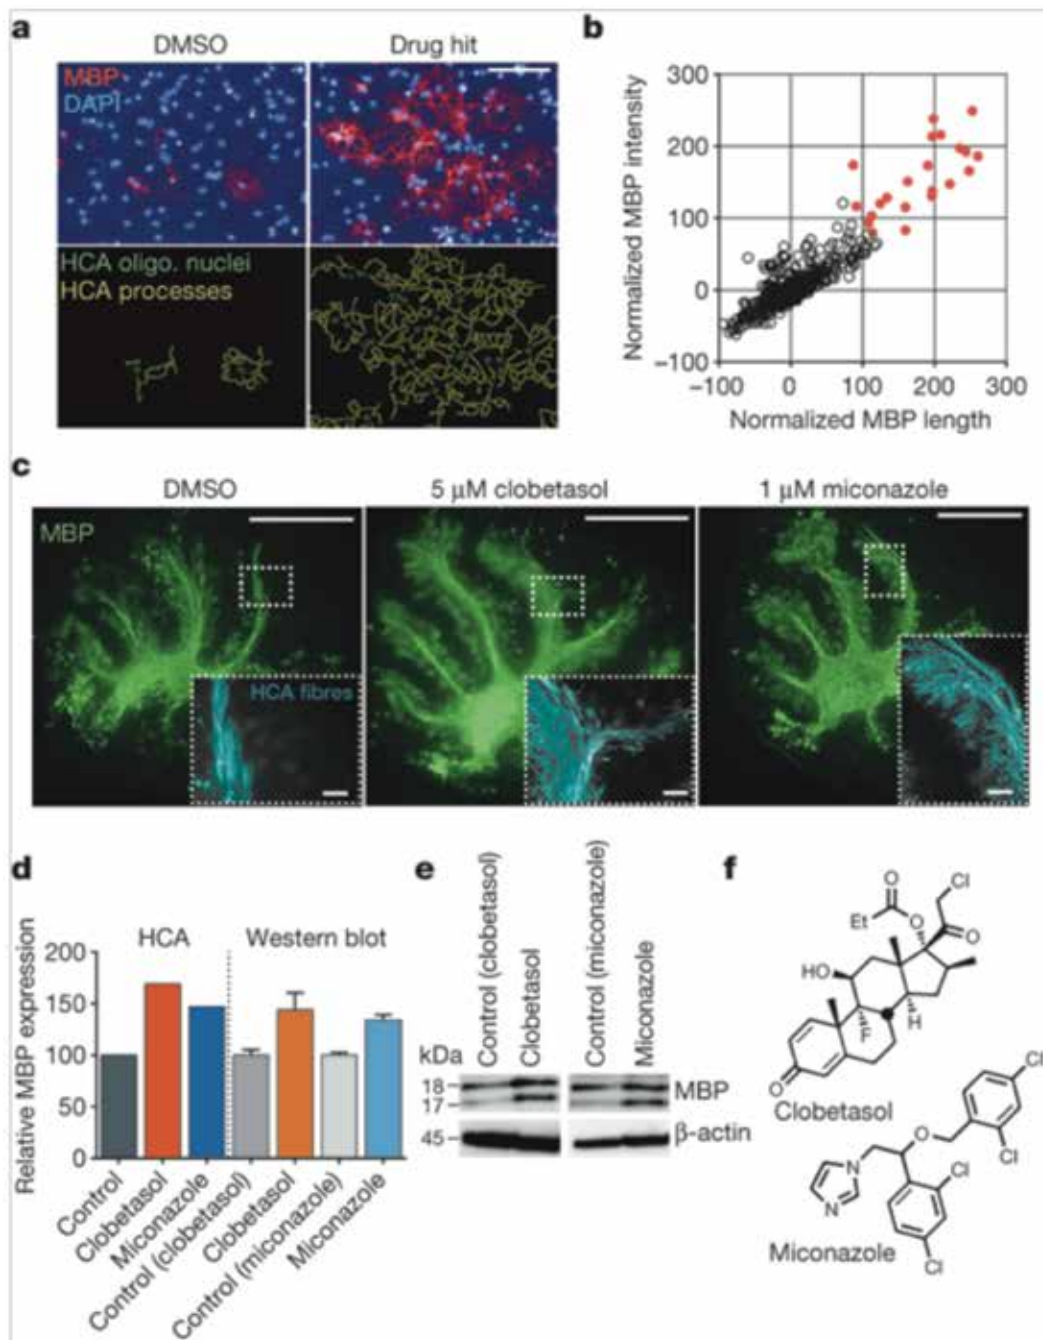 a
DMSO
Drug hit
MBP
DAPI
HCA oligo. nuclei
HCA processes
b
Normalized MBP intensity
300
200
100
0
−100
−100 0 100 200 300
Normalized MBP length
c
DMSO
5 μM clobetasol
1 μM miconazole
MBP
HCA fibres
d
HCA
Western blot
Relative MBP expression
200
150
100
50
0
Control
Clobetasol
Miconazole
Control (clobetasol)
Clobetasol
Control (miconazole)
Miconazole
e
Control (clobetasol)
Clobetasol
Control (miconazole)
Miconazole
kDa
18
17
45
MBP
β-actin
f
O
Cl
Et
O
O
HO
F
H
O
Clobetasol
Cl
O
Cl
N
Cl
N
Miconazole
Cl